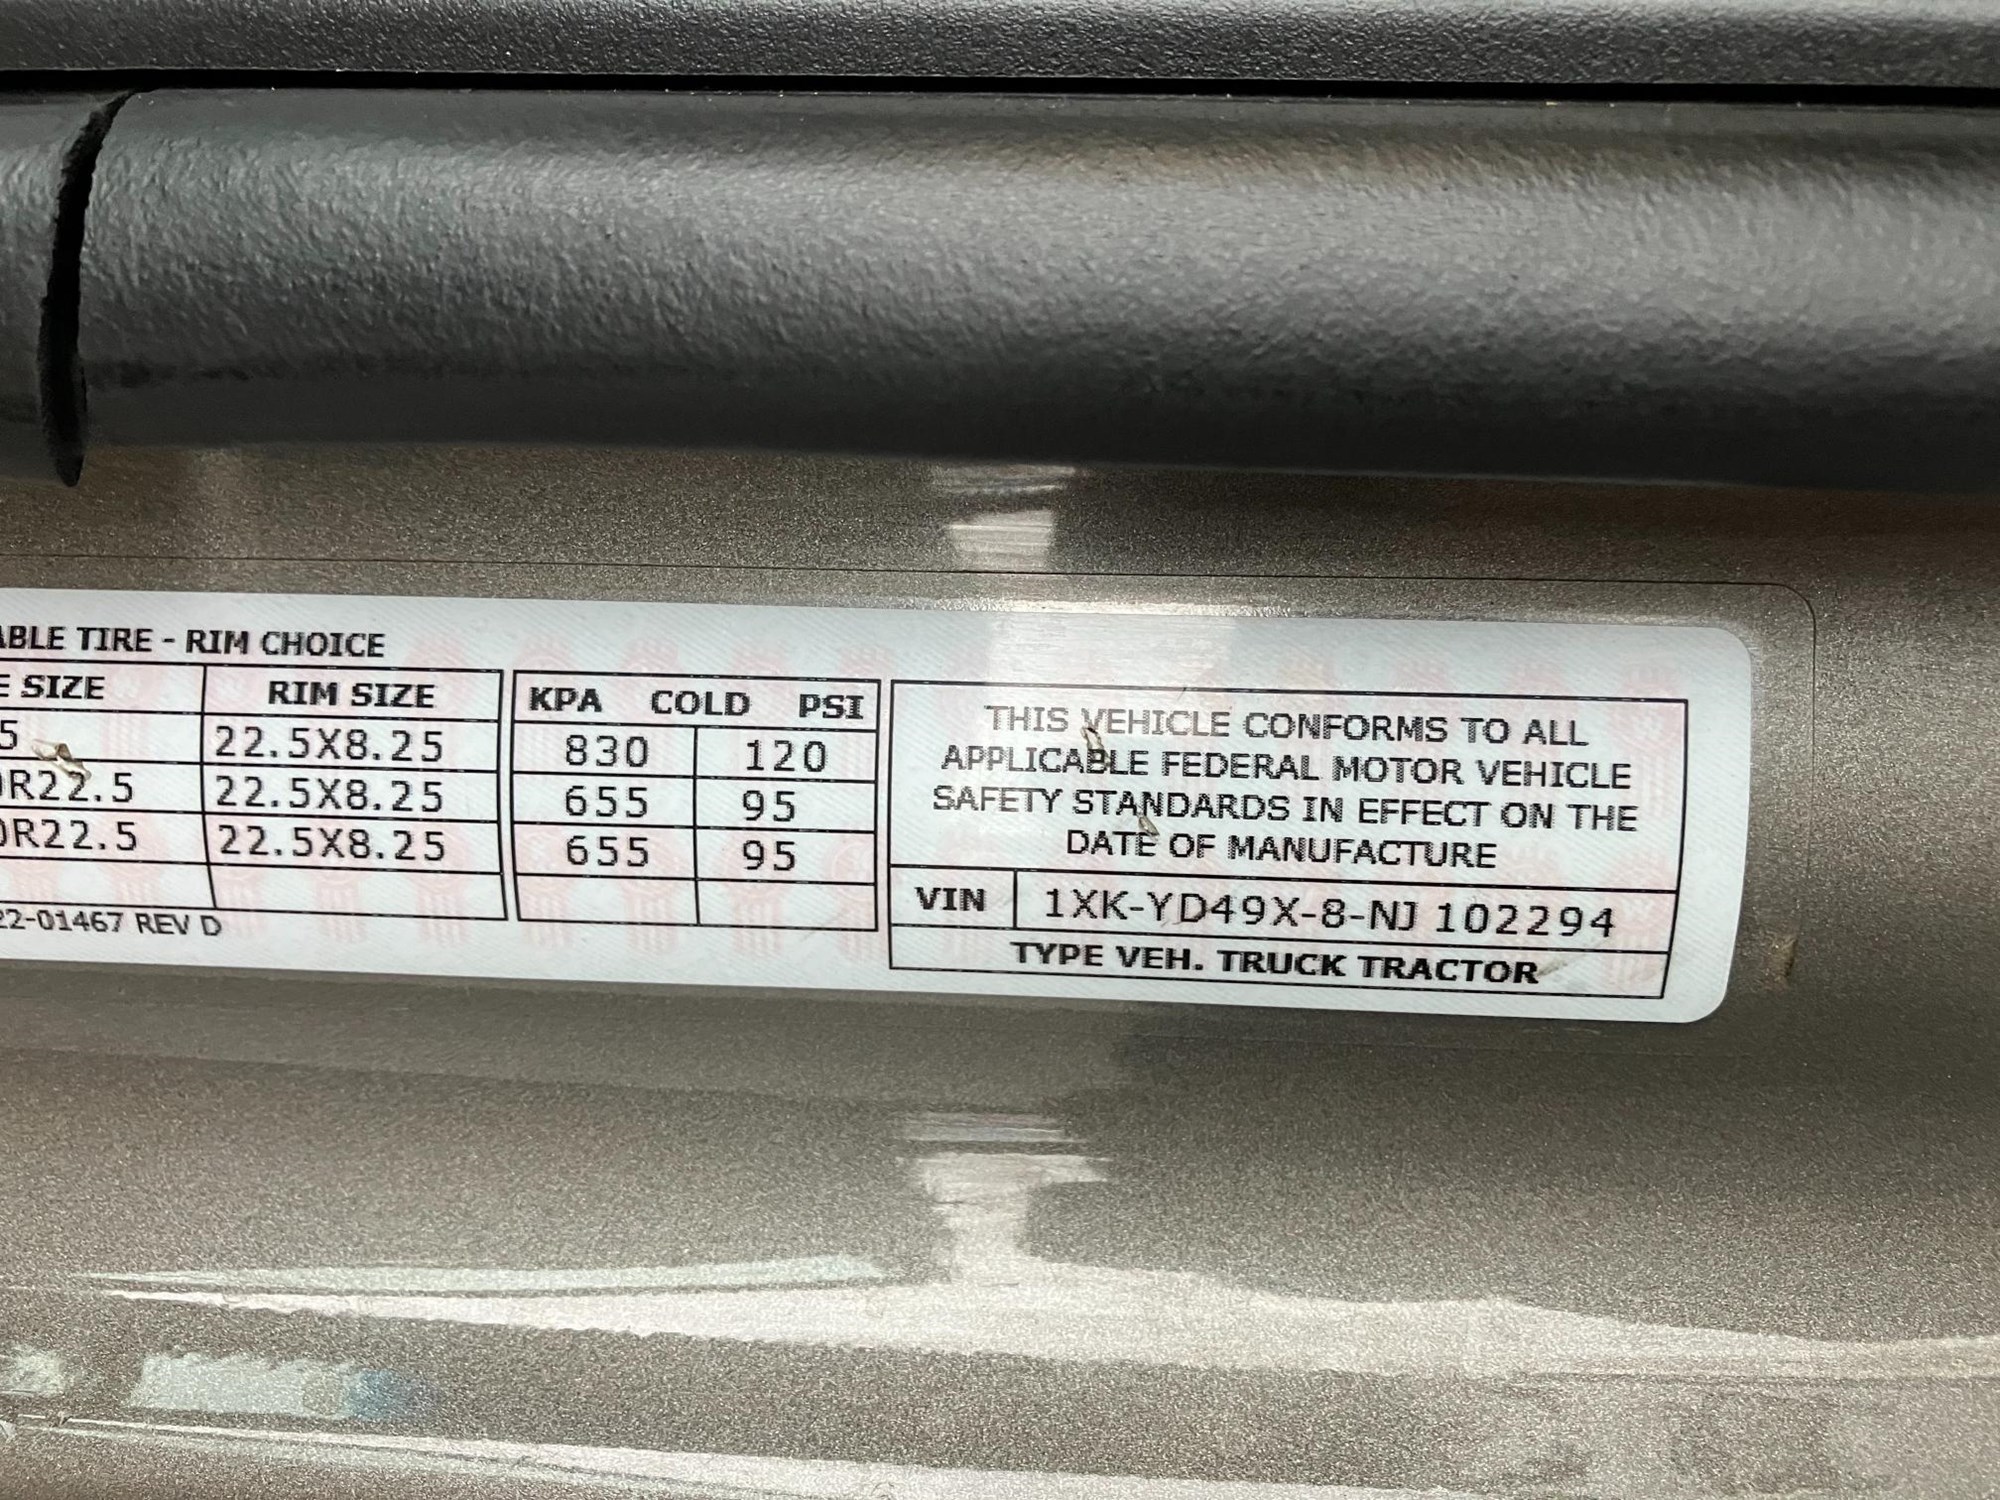 ABLE TIRE - RIM CHOICE
E SIZE RIM SIZE KPA COLD PSI
5 22.5X8.25 830 120
0R22.5 22.5X8.25 655 95
0R22.5 22.5X8.25 655 95
22-01467 REV D
THIS VEHICLE CONFORMS TO ALL
APPLICABLE FEDERAL MOTOR VEHICLE
SAFETY STANDARDS IN EFFECT ON THE
DATE OF MANUFACTURE
VIN 1XK-YD49X-8-NJ 102294
TYPE VEH. TRUCK TRACTOR